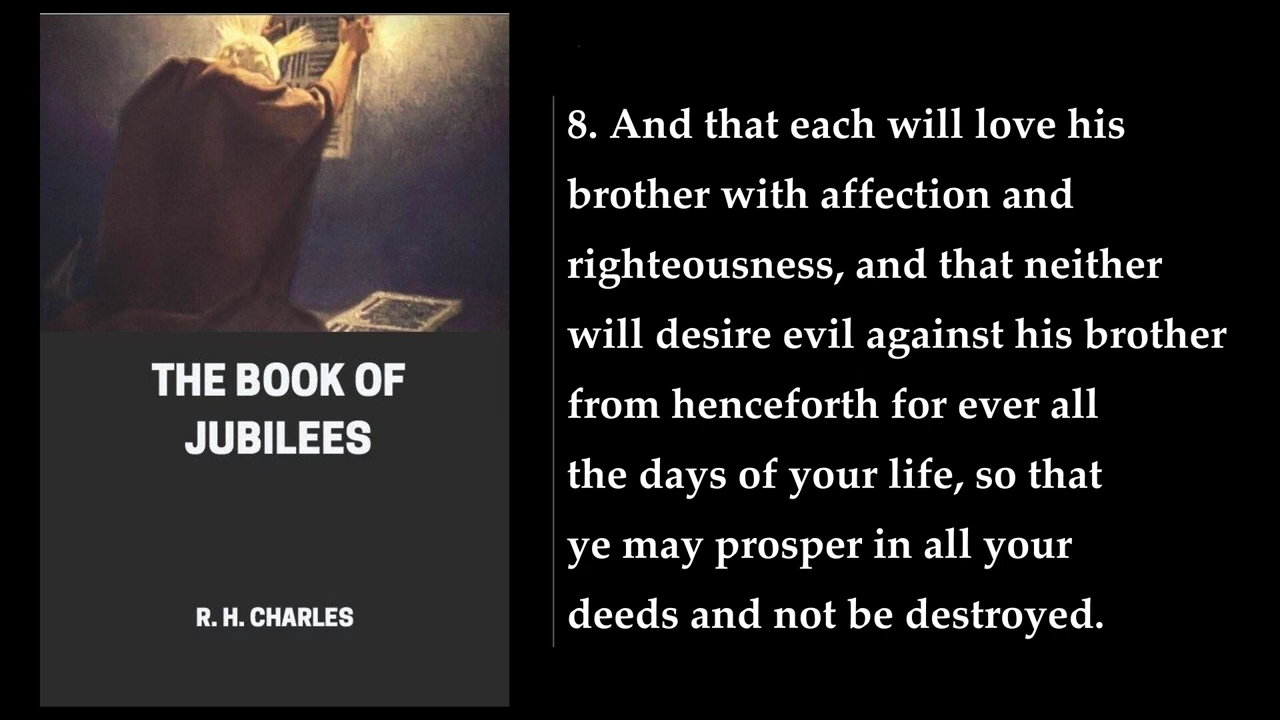 THE BOOK OF
JUBILEES
R. H. CHARLES
8. And that each will love his
brother with affection and
righteousness, and that neither
will desire evil against his brother
from henceforth for ever all
the days of your life, so that
ye may prosper in all your
deeds and not be destroyed.